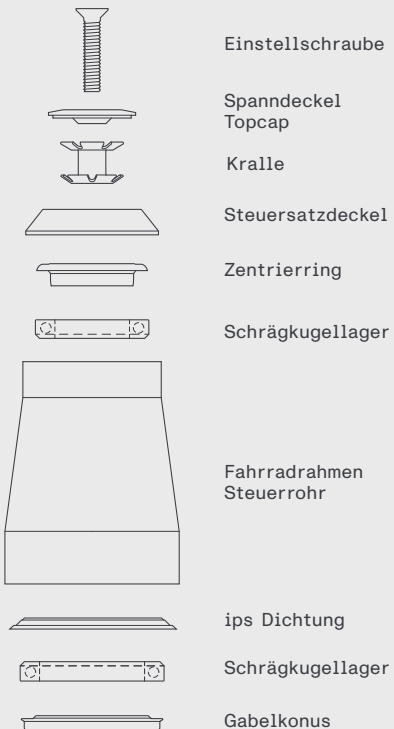 Einstellschraube
Spanndeckel
Topcap
Kralle
Steuersatzdeckel
Zentrierring
Schrägkugellager
Fahrradrahmen
Steuerrohr
ips Dichtung
Schrägkugellager
Gabelkonus